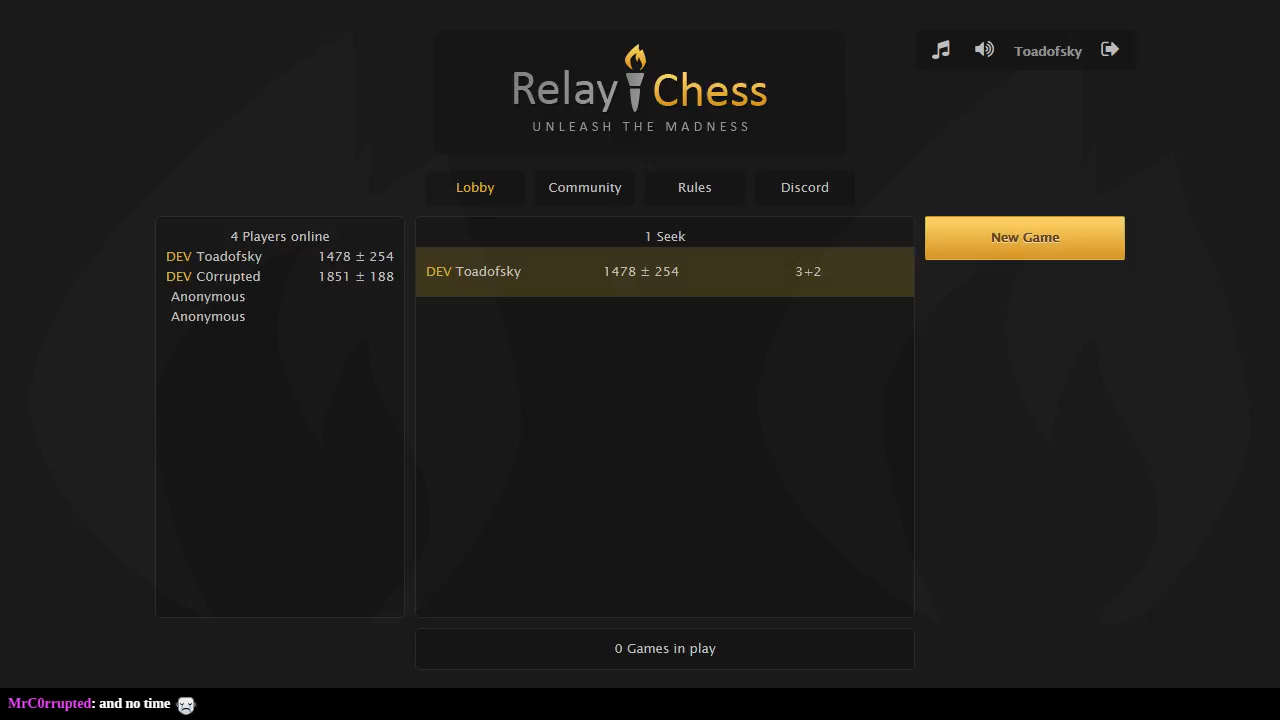 Relay Chess
UNLEASH THE MADNESS
Toadofsky
Lobby
Community
Rules
Discord
4 Players online
DEV Toadofsky 1478 ± 254
DEV C0rrupted 1851 ± 188
Anonymous
Anonymous
1 Seek
DEV Toadofsky 1478 ± 254 3+2
New Game
0 Games in play
MrC0rrupted: and no time